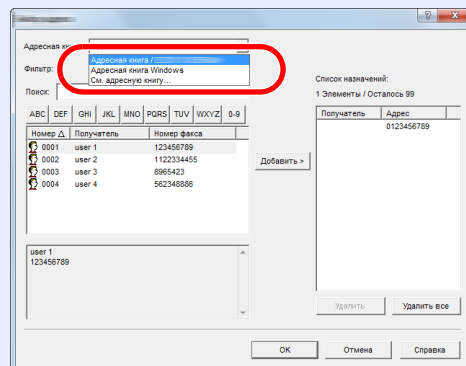 Адресная кн
Адресная книга /
Адресная книга Windows
См. адресную книгу...
Фильтр:
Поиск:
ABC DEF GHI JKL MNO PQRS TUV WXYZ 0-9
Номер Получатель Номер факса
0001 user 1 123456789
0002 user 2 1122334455
0003 user 3 8965423
0004 user 4 562348886
user 1
123456789
Добавить >
Список назначений:
1 Элементы / Осталось 99
Получатель Адрес
0123456789
Удалить Удалить все
OK Отмена Справка